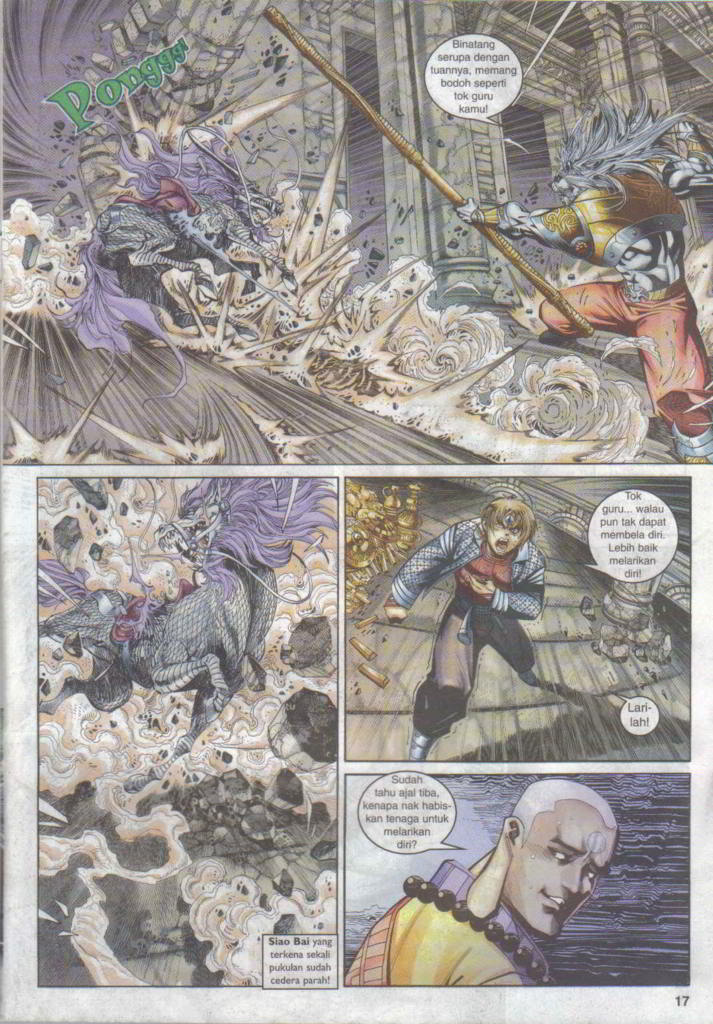 Ponggg!
Binatang
serupa dengan
tuannya, memang
bodoh seperti
tok guru
kamu!
Siao Bai yang
terkena sekali
pukulan sudah
cedera parah!
Tok
guru... walau
pun tak dapat
membela diri.
Lebih baik
melarikan
diri!
Lari-
lah!
Sudah
tahu ajal tiba,
kenapa nak habis-
kan tenaga untuk
melarikan
diri?
17